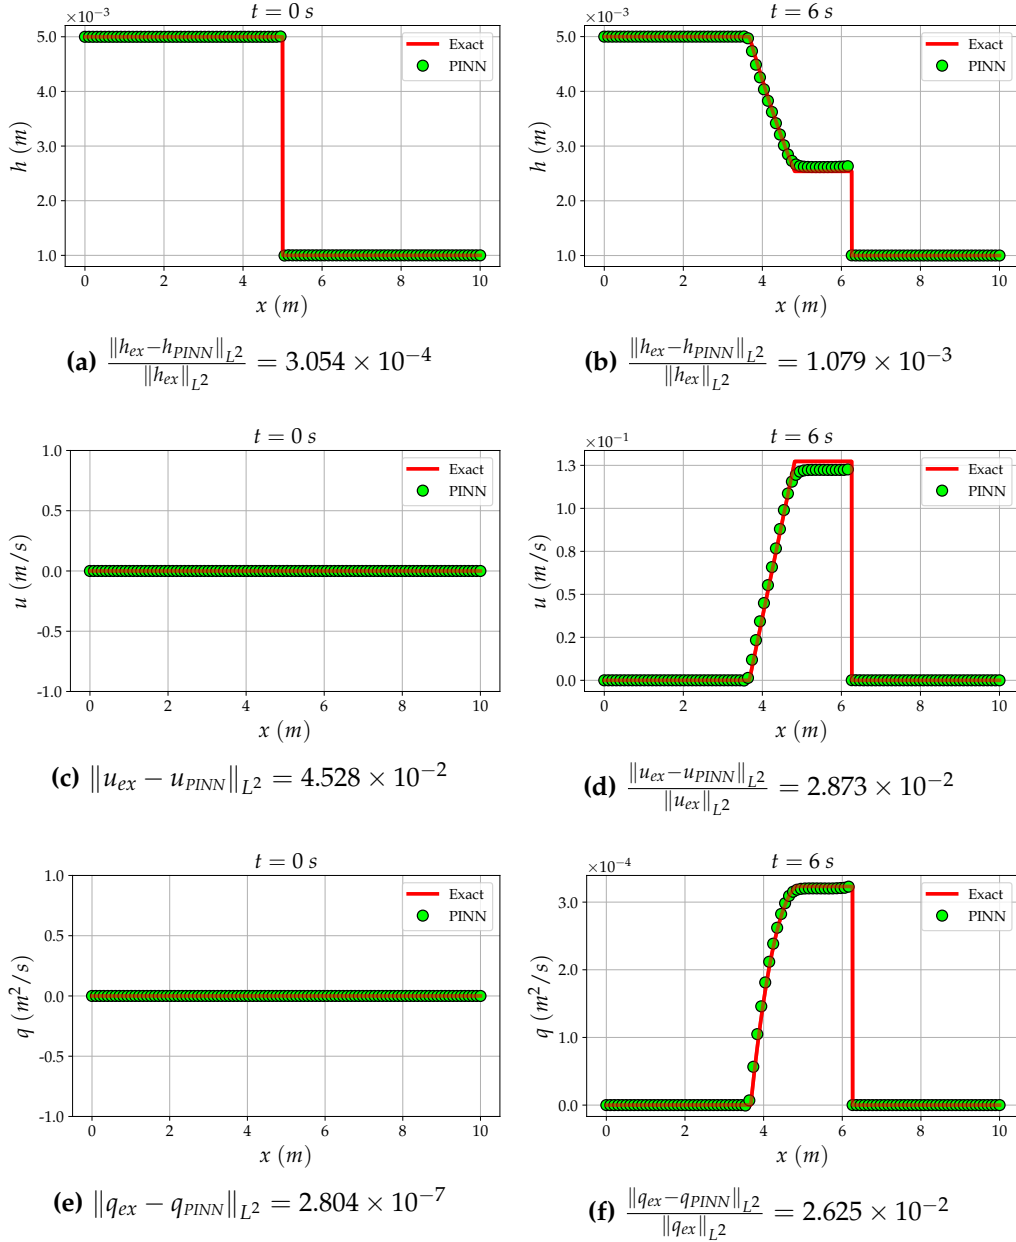 t = 0 s
×10⁻³
h (m)
5.0
4.0
3.0
2.0
1.0
Exact
PINN
0 2 4 6 8 10
x (m)
(a) ‖h_ex−h_PINN‖_L² / ‖h_ex‖_L² = 3.054 × 10⁻⁴
t = 6 s
×10⁻³
h (m)
5.0
4.0
3.0
2.0
1.0
Exact
PINN
0 2 4 6 8 10
x (m)
(b) ‖h_ex−h_PINN‖_L² / ‖h_ex‖_L² = 1.079 × 10⁻³
t = 0 s
u (m/s)
1.0
0.5
0.0
-0.5
-1.0
Exact
PINN
0 2 4 6 8 10
x (m)
(c) ‖u_ex − u_PINN‖_L² = 4.528 × 10⁻²
t = 6 s
×10⁻¹
u (m/s)
1.3
1.0
0.8
0.5
0.2
0.0
Exact
PINN
0 2 4 6 8 10
x (m)
(d) ‖u_ex−u_PINN‖_L² / ‖u_ex‖_L² = 2.873 × 10⁻²
t = 0 s
q (m²/s)
1.0
0.5
0.0
-0.5
-1.0
Exact
PINN
0 2 4 6 8 10
x (m)
(e) ‖q_ex − q_PINN‖_L² = 2.804 × 10⁻⁷
t = 6 s
×10⁻⁴
q (m²/s)
3.0
2.0
1.0
0.0
Exact
PINN
0 2 4 6 8 10
x (m)
(f) ‖q_ex−q_PINN‖_L² / ‖q_ex‖_L² = 2.625 × 10⁻²